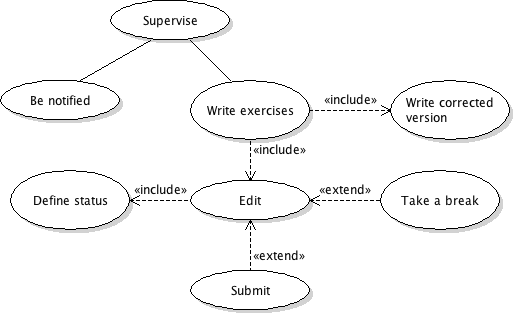 Supervise
Be notified
Write exercises
«include»
Write corrected
version
«include»
Define status
«include»
Edit
«extend»
Take a break
«extend»
Submit